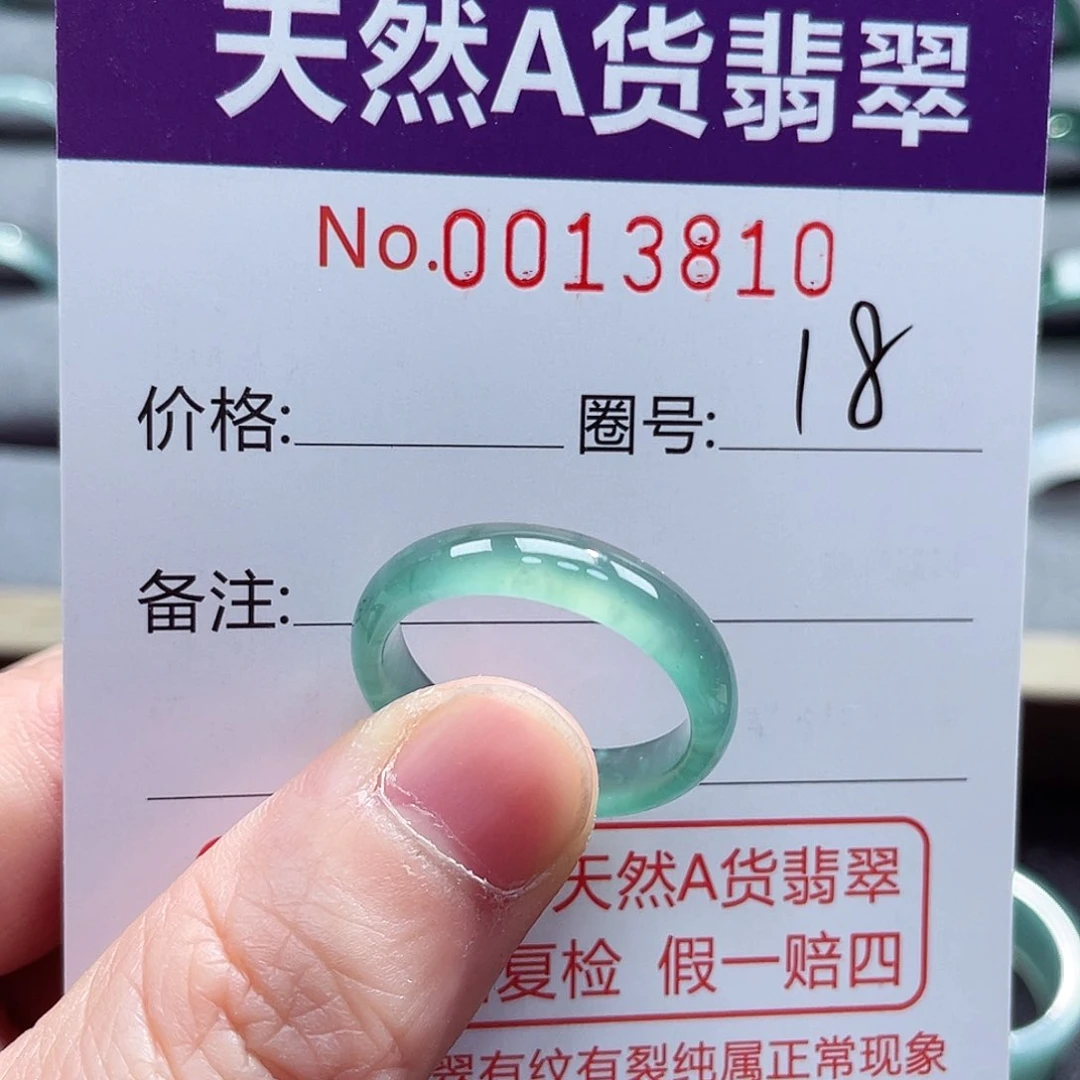 天然A货翡翠
No.0013810
价格: 圈号: 18
备注:
天然A货翡翠
复检 假一赔四
翠有纹有裂纯属正常现象